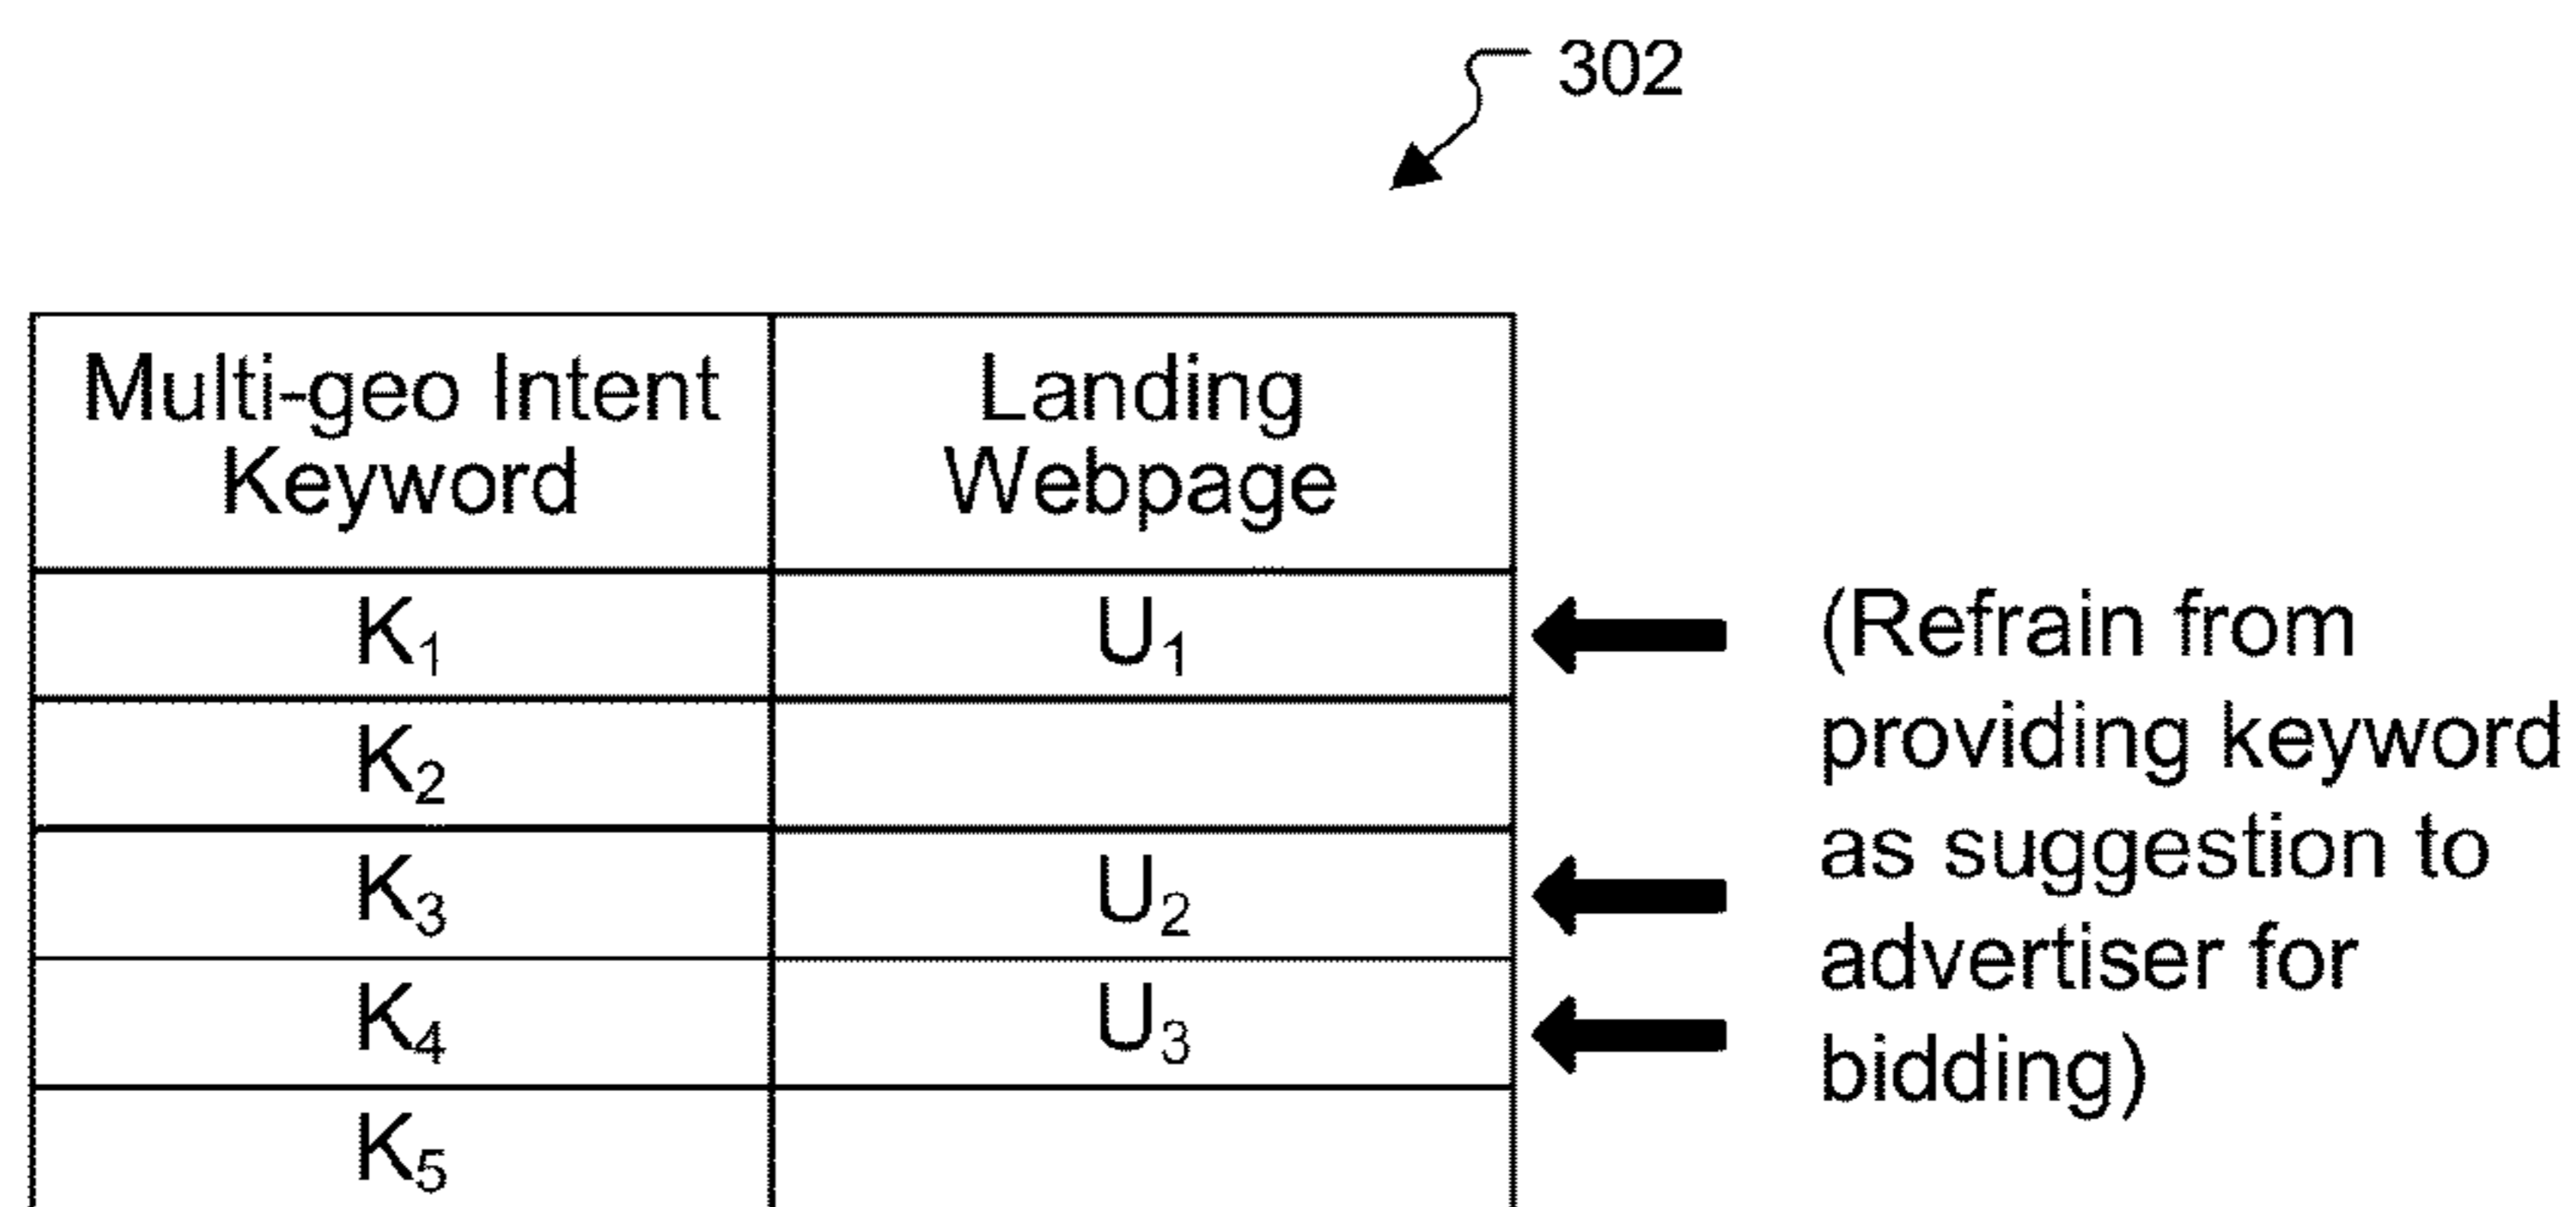 302
Multi-geo Intent Keyword | Landing Webpage
K₁ | U₁
K₂
K₃ | U₂
K₄ | U₃
K₅
(Refrain from
providing keyword
as suggestion to
advertiser for
bidding)